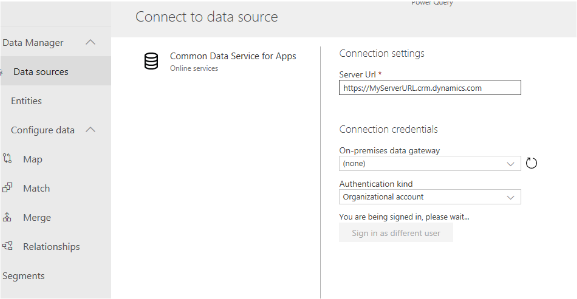 Power Query
Connect to data source
Data Manager
Data sources
Entities
Configure data
Map
Match
Merge
Relationships
Segments
Common Data Service for Apps
Online services
Connection settings
Server Url *
https://MyServerURL.crm.dynamics.com
Connection credentials
On-premises data gateway
(none)
Authentication kind
Organizational account
You are being signed in, please wait...
Sign in as different user